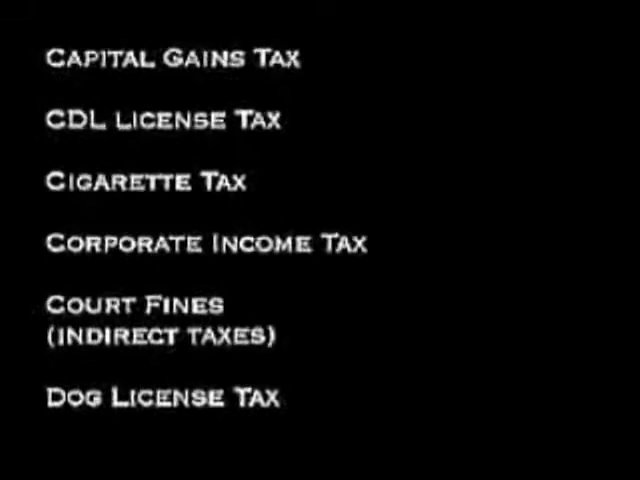 Capital Gains Tax
CDL license Tax
Cigarette Tax
Corporate Income Tax
Court Fines
(indirect taxes)
Dog License Tax